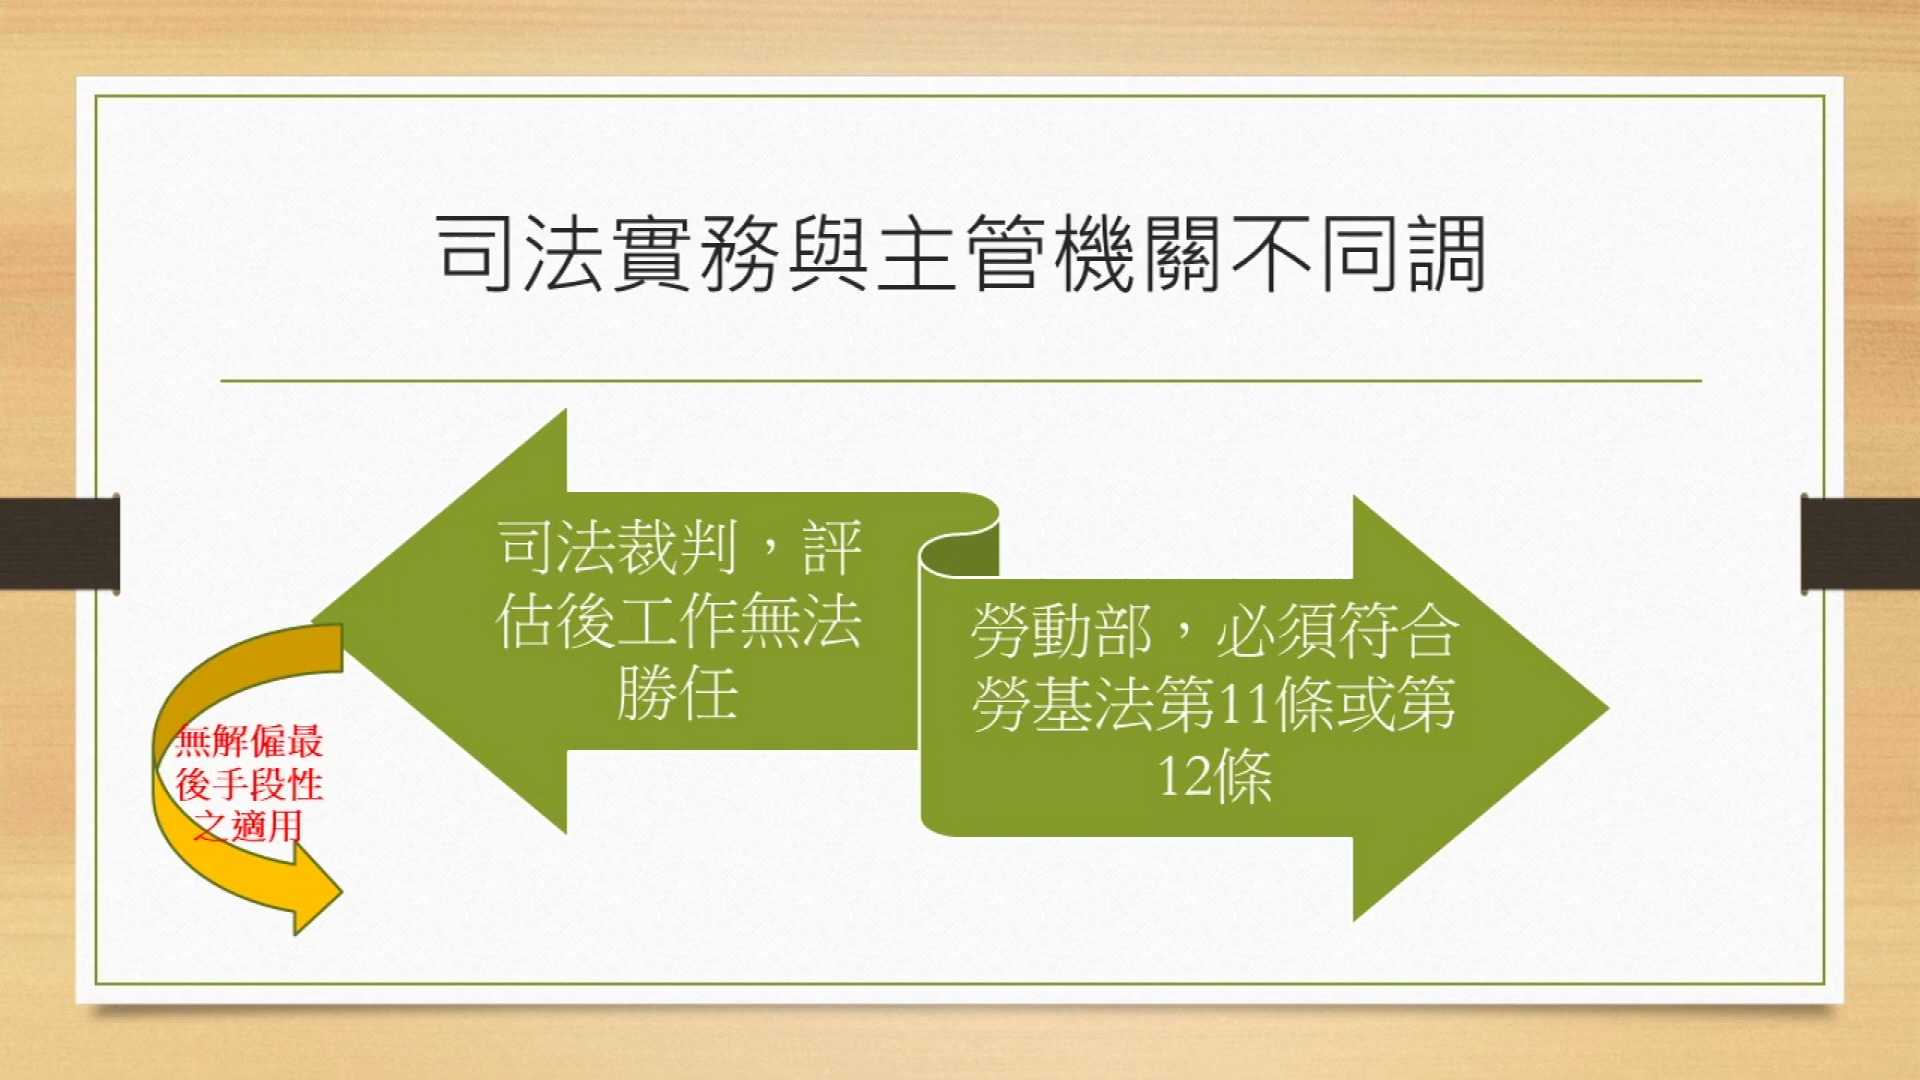 司法實務與主管機關不同調
司法裁判，評
估後工作無法
勝任
勞動部，必須符合
勞基法第11條或第
12條
無解僱最
後手段性
之適用